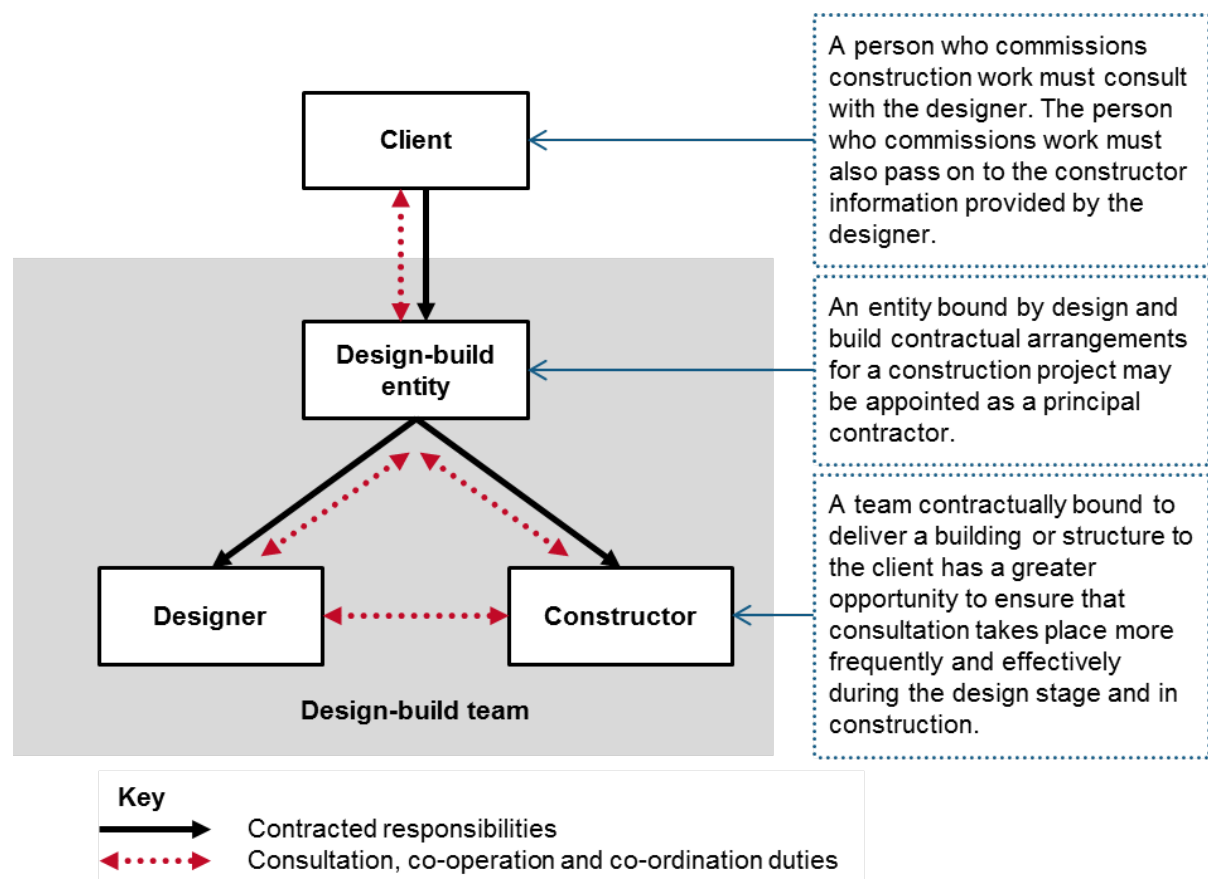 Client
Design-build
entity
Designer
Constructor
Design-build team
A person who commissions
construction work must consult
with the designer. The person
who commissions work must
also pass on to the constructor
information provided by the
designer.
An entity bound by design and
build contractual arrangements
for a construction project may
be appointed as a principal
contractor.
A team contractually bound to
deliver a building or structure to
the client has a greater
opportunity to ensure that
consultation takes place more
frequently and effectively
during the design stage and in
construction.
Key
Contracted responsibilities
Consultation, co-operation and co-ordination duties